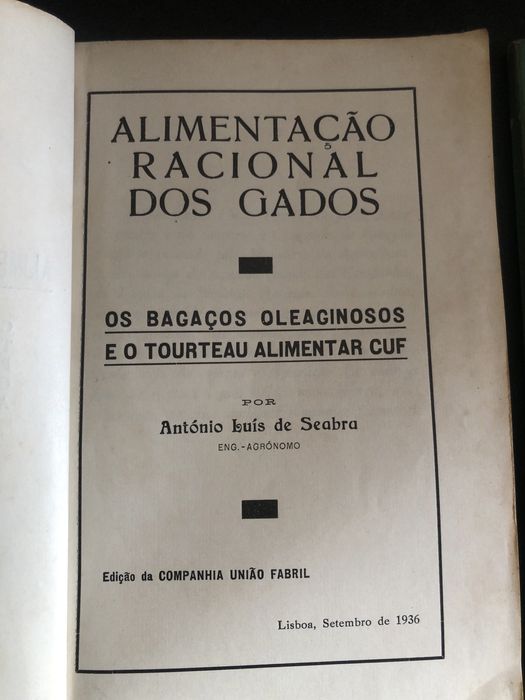 ALIMENTAÇÃO
RACIONAL
DOS GADOS
OS BAGAÇOS OLEAGINOSOS
E O TOURTEAU ALIMENTAR CUF
POR
António Luís de Seabra
ENG.-AGRÓNOMO
Edição da COMPANHIA UNIÃO FABRIL
Lisboa, Setembro de 1936